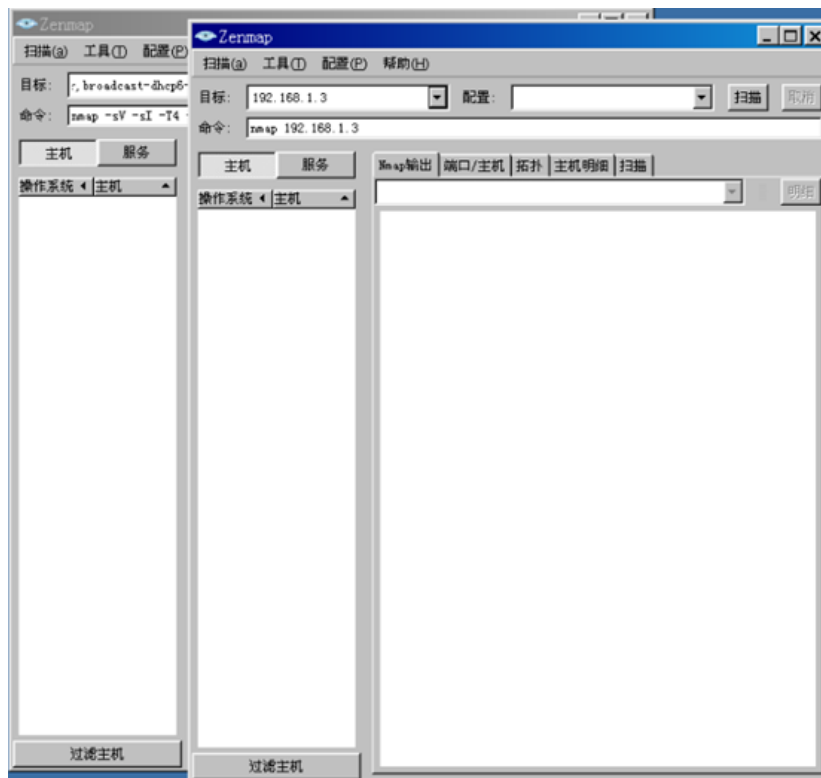 Zenmap
扫描(a) 工具(T) 配置(P)
目标: r,broadcast-dhcp6-
命令: nmap -sV -sI -T4
主机 服务
操作系统 主机
过滤主机
Zenmap
扫描(a) 工具(T) 配置(P) 帮助(H)
目标: 192.168.1.3 配置: 扫描 取消
命令: nmap 192.168.1.3
主机 服务
Nmap输出 端口/主机 拓扑 主机明细 扫描
操作系统 主机
明细
过滤主机